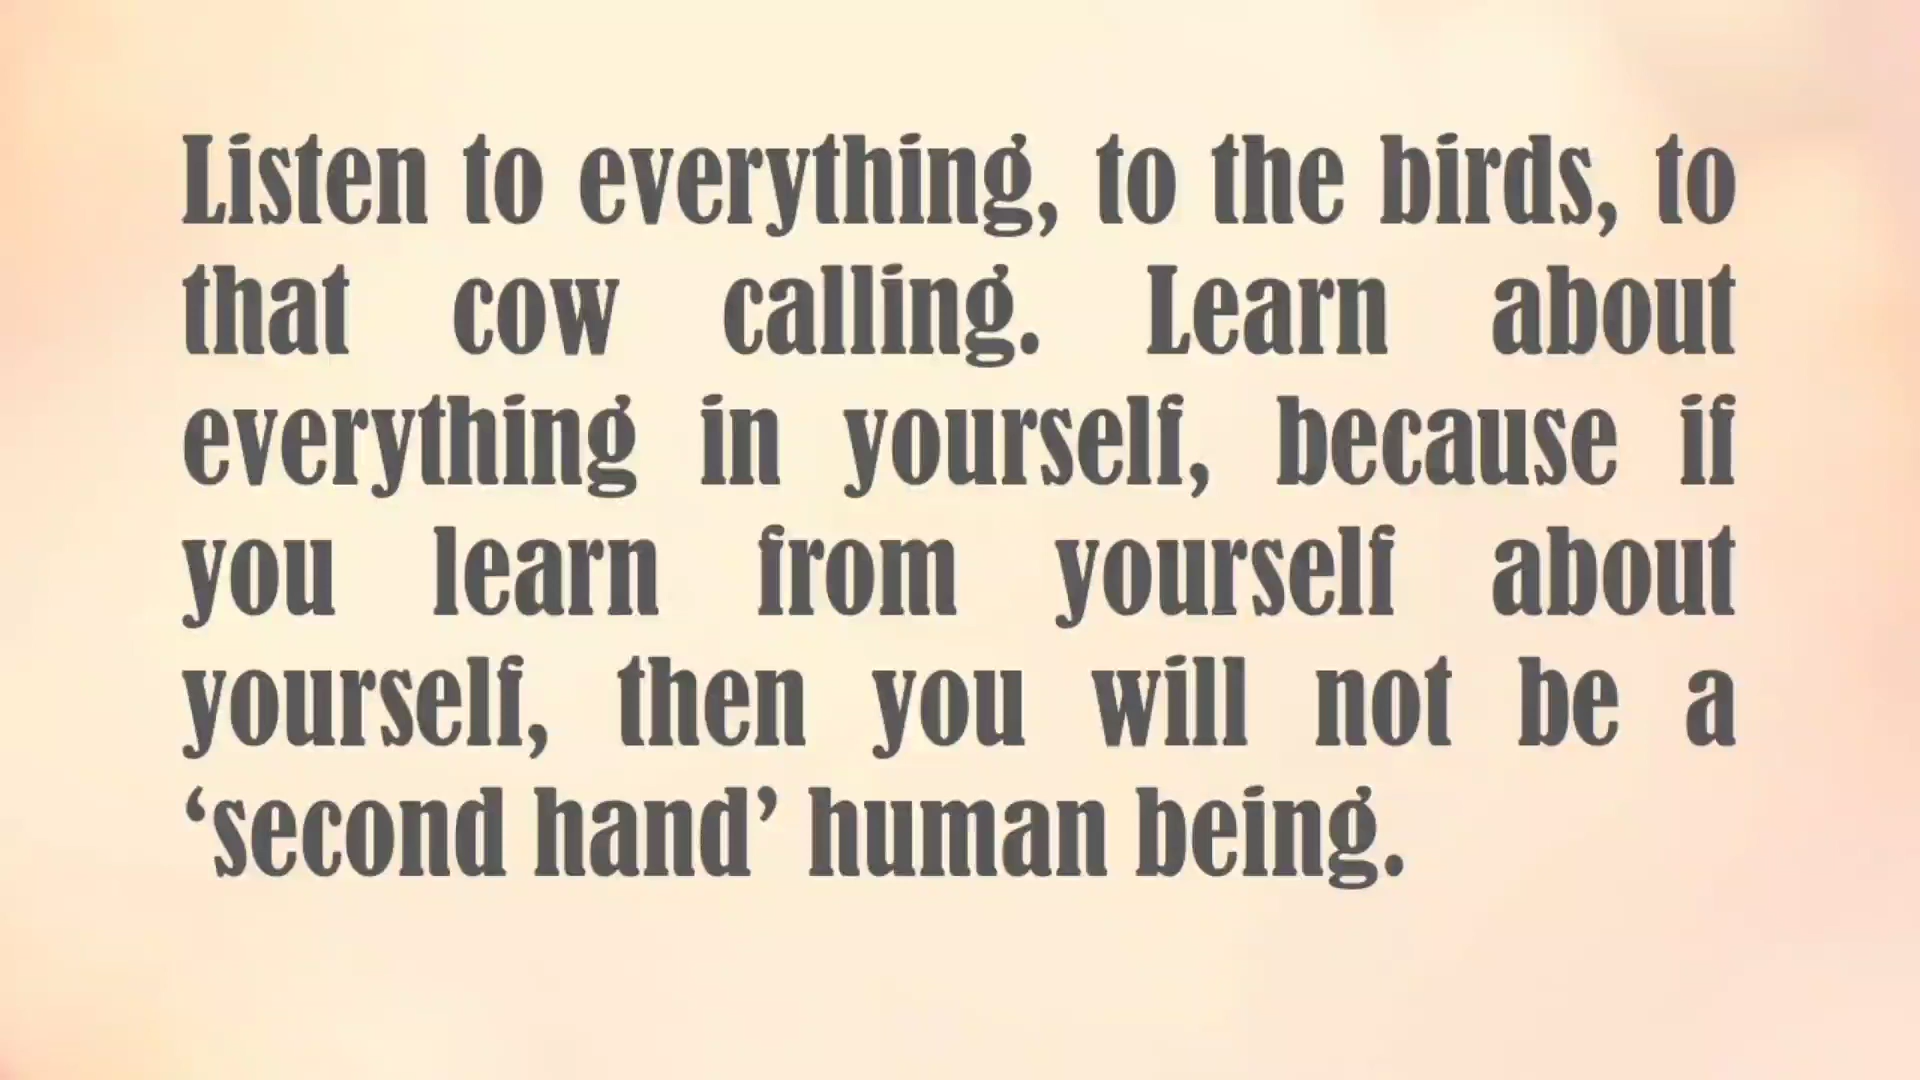 Listen to everything, to the birds, to
that cow calling. Learn about
everything in yourself, because if
you learn from yourself about
yourself, then you will not be a
‘second hand’ human being.